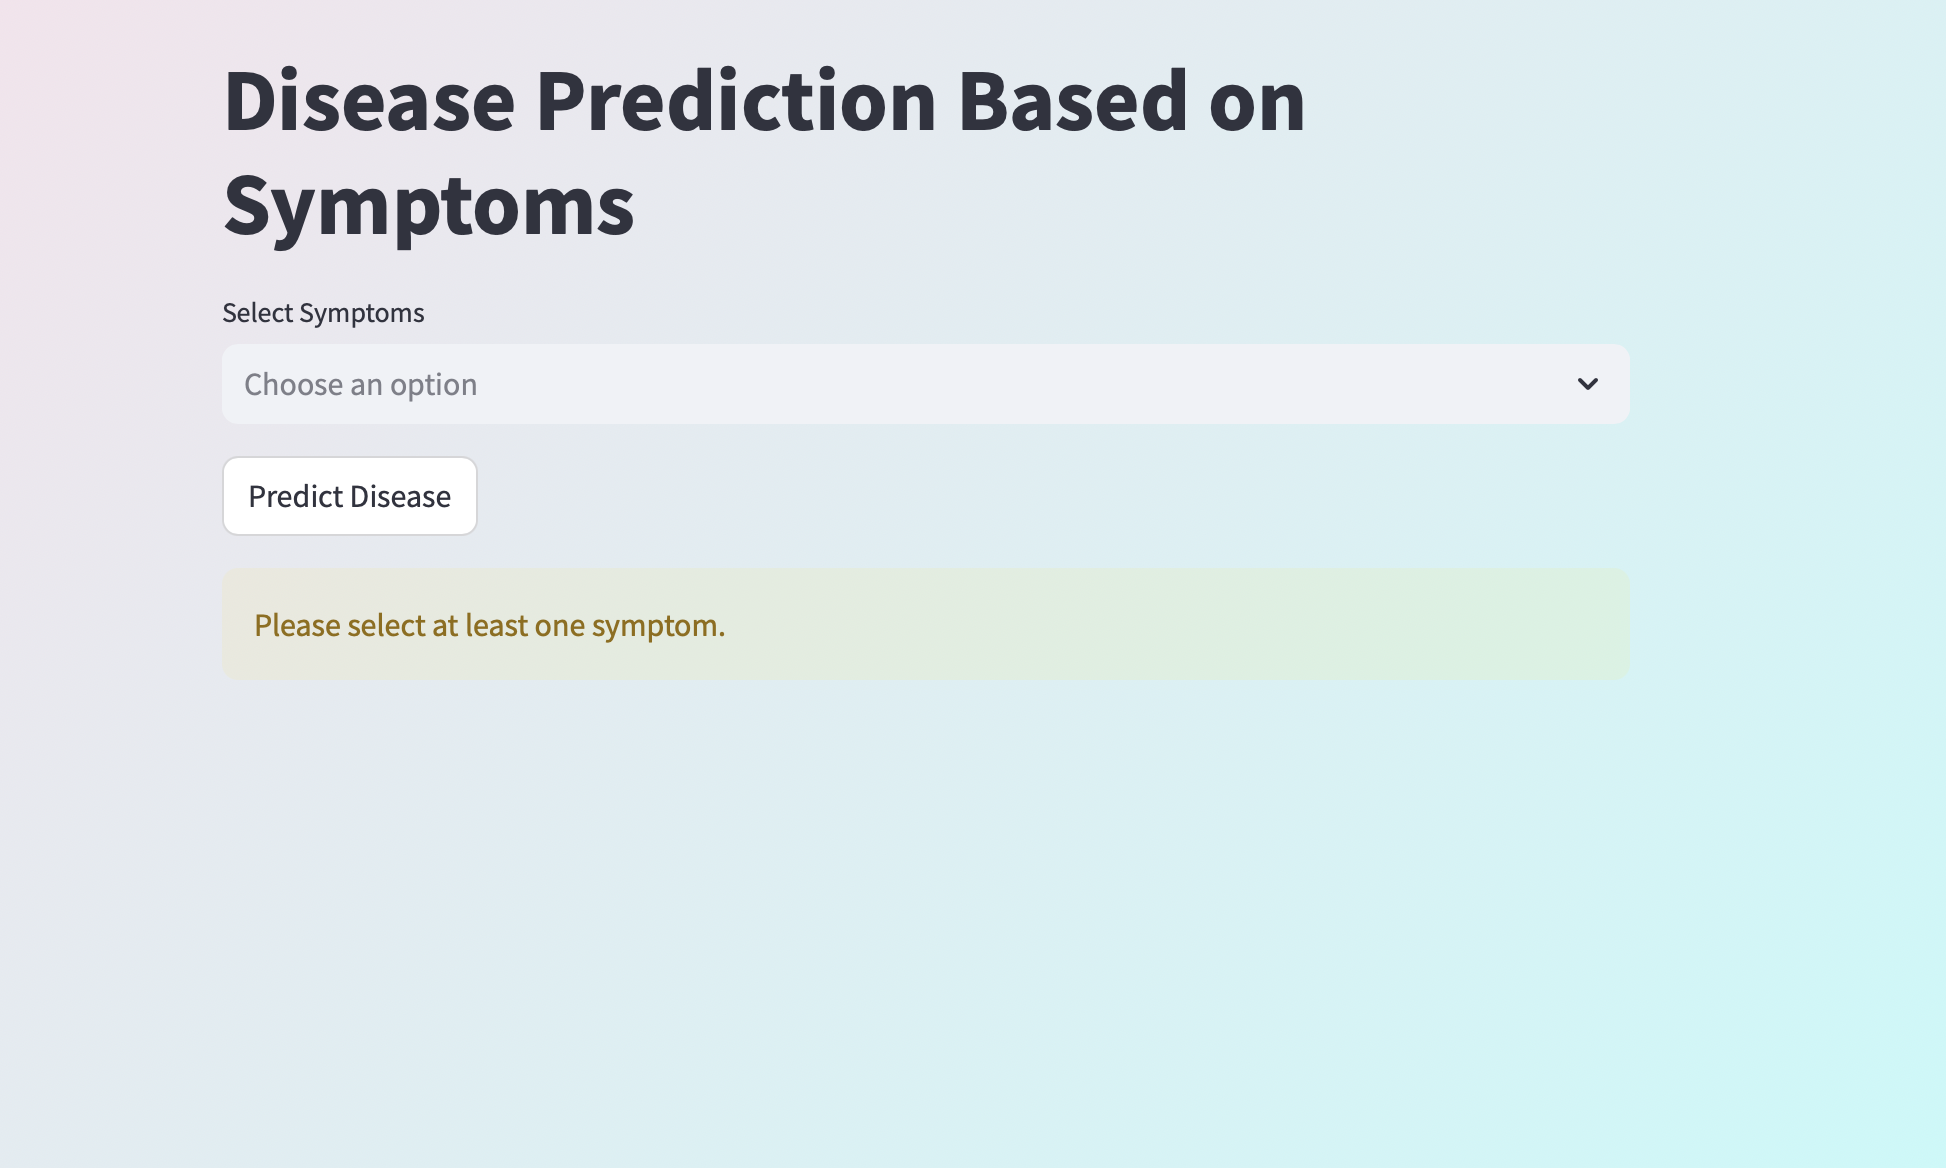 Disease Prediction Based on
Symptoms
Select Symptoms
Choose an option
Predict Disease
Please select at least one symptom.